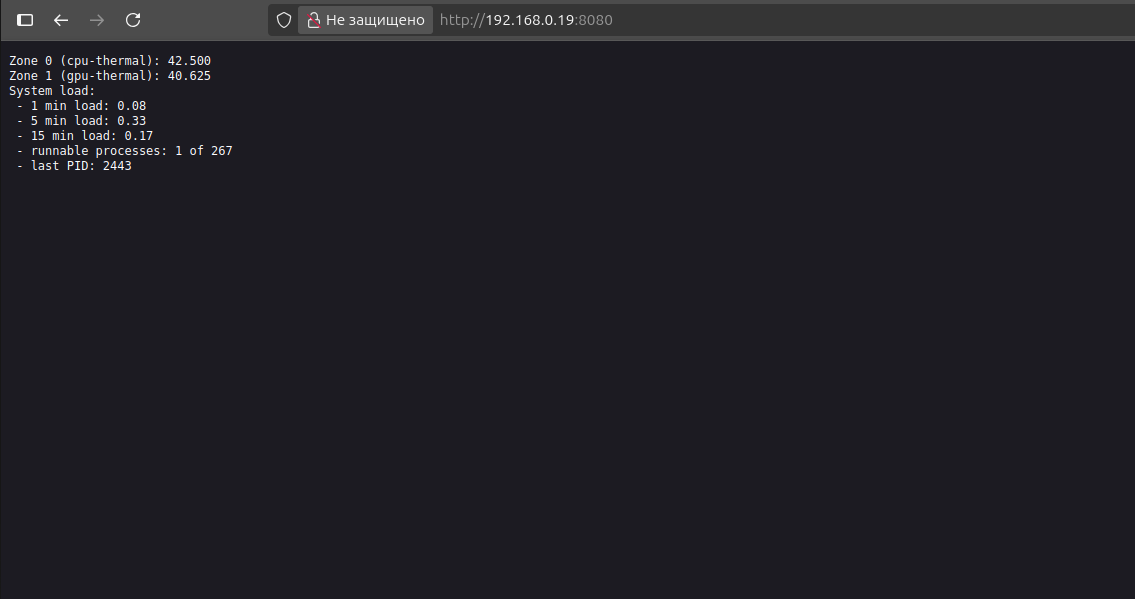 Не защищено http://192.168.0.19:8080
Zone 0 (cpu-thermal): 42.500
Zone 1 (gpu-thermal): 40.625
System load:
- 1 min load: 0.08
- 5 min load: 0.33
- 15 min load: 0.17
- runnable processes: 1 of 267
- last PID: 2443